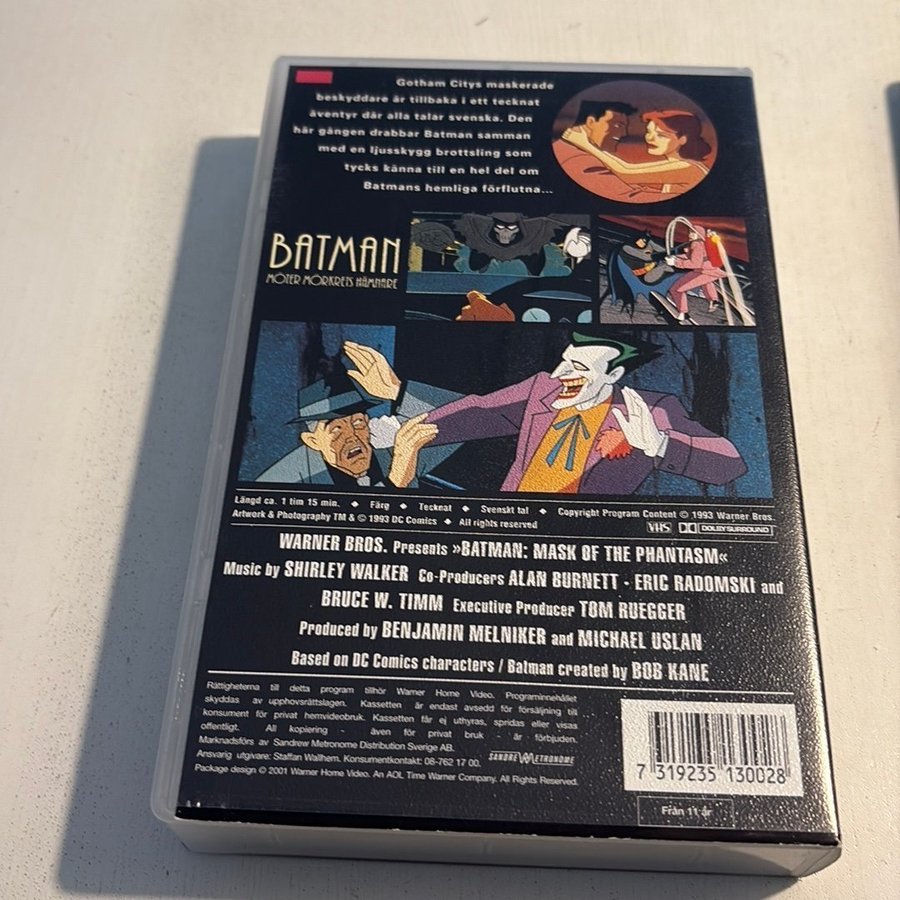 Gotham Citys maskerade
beskyddare är tillbaka i ett tecknat
äventyr där alla talar svenska. Den
här gången drabbar Batman samman
med en ljusskygg brottsling som
tycks känna till en hel del om
Batmans hemliga förflutna...
BATMAN
MÖTER MÖRKRETS HÄMNARE
Längd ca. 1 tim 15 min. ◆ Färg ◆ Tecknat ◆ Svenskt tal ◆ Copyright Program Content © 1993 Warner Bros.
Artwork & Photography TM & © 1993 DC Comics ◆ All rights reserved
VHS DOLBY SURROUND
WARNER BROS. Presents »BATMAN: MASK OF THE PHANTASM«
Music by SHIRLEY WALKER Co-Producers ALAN BURNETT · ERIC RADOMSKI and
BRUCE W. TIMM Executive Producer TOM RUEGGER
Produced by BENJAMIN MELNIKER and MICHAEL USLAN
Based on DC Comics characters / Batman created by BOB KANE
Rättigheterna till detta program tillhör Warner Home Video. Programinnehållet
skyddas av upphovsrättslagen. Kassetten är endast avsedd för försäljning till
konsument för privat hemvideobruk. Kassetten får ej uthyras, spridas eller visas
offentligt. All kopiering - även för privat bruk - är förbjuden.
Marknadsförs av Sandrew Metronome Distribution Sverige AB.
Ansvarig utgivare: Staffan Wallhem. Konsumentkontakt: 08-762 17 00.
Package design © 2001 Warner Home Video. An AOL Time Warner Company. All Rights Reserved.
SANDREW METRONOME
7 319235 130028
Från 11 år